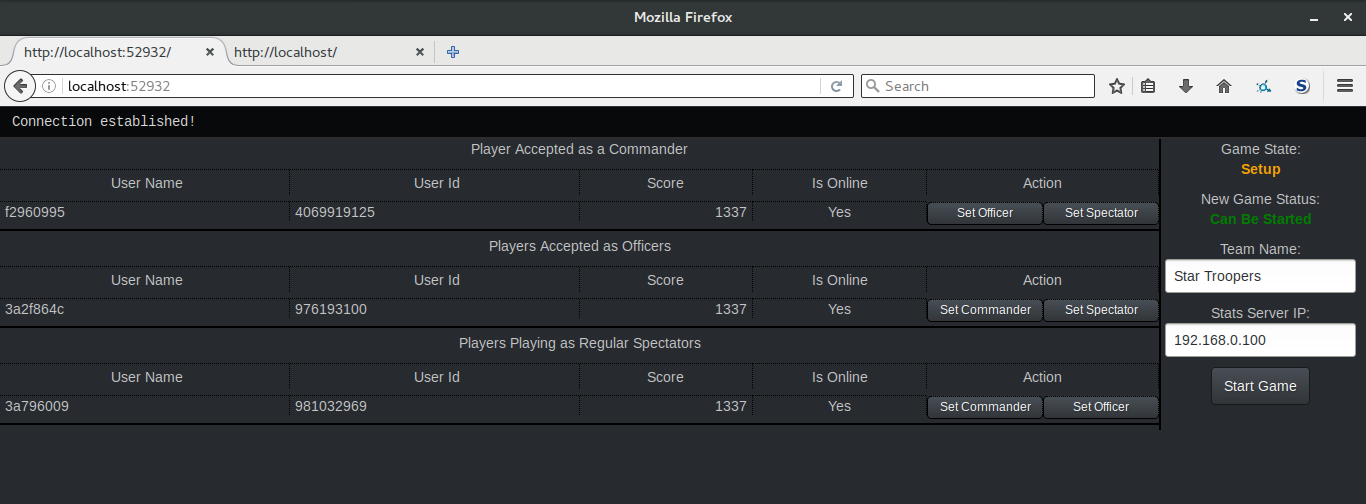 Mozilla Firefox
http://localhost:52932/
http://localhost/
localhost:52932
Search
S
Connection established!
Player Accepted as a Commander
User Name User Id Score Is Online Action
f2960995 4069919125 1337 Yes Set Officer Set Spectator
Players Accepted as Officers
User Name User Id Score Is Online Action
3a2f864c 976193100 1337 Yes Set Commander Set Spectator
Players Playing as Regular Spectators
User Name User Id Score Is Online Action
3a796009 981032969 1337 Yes Set Commander Set Officer
Game State:
Setup
New Game Status:
Can Be Started
Team Name:
Star Troopers
Stats Server IP:
192.168.0.100
Start Game